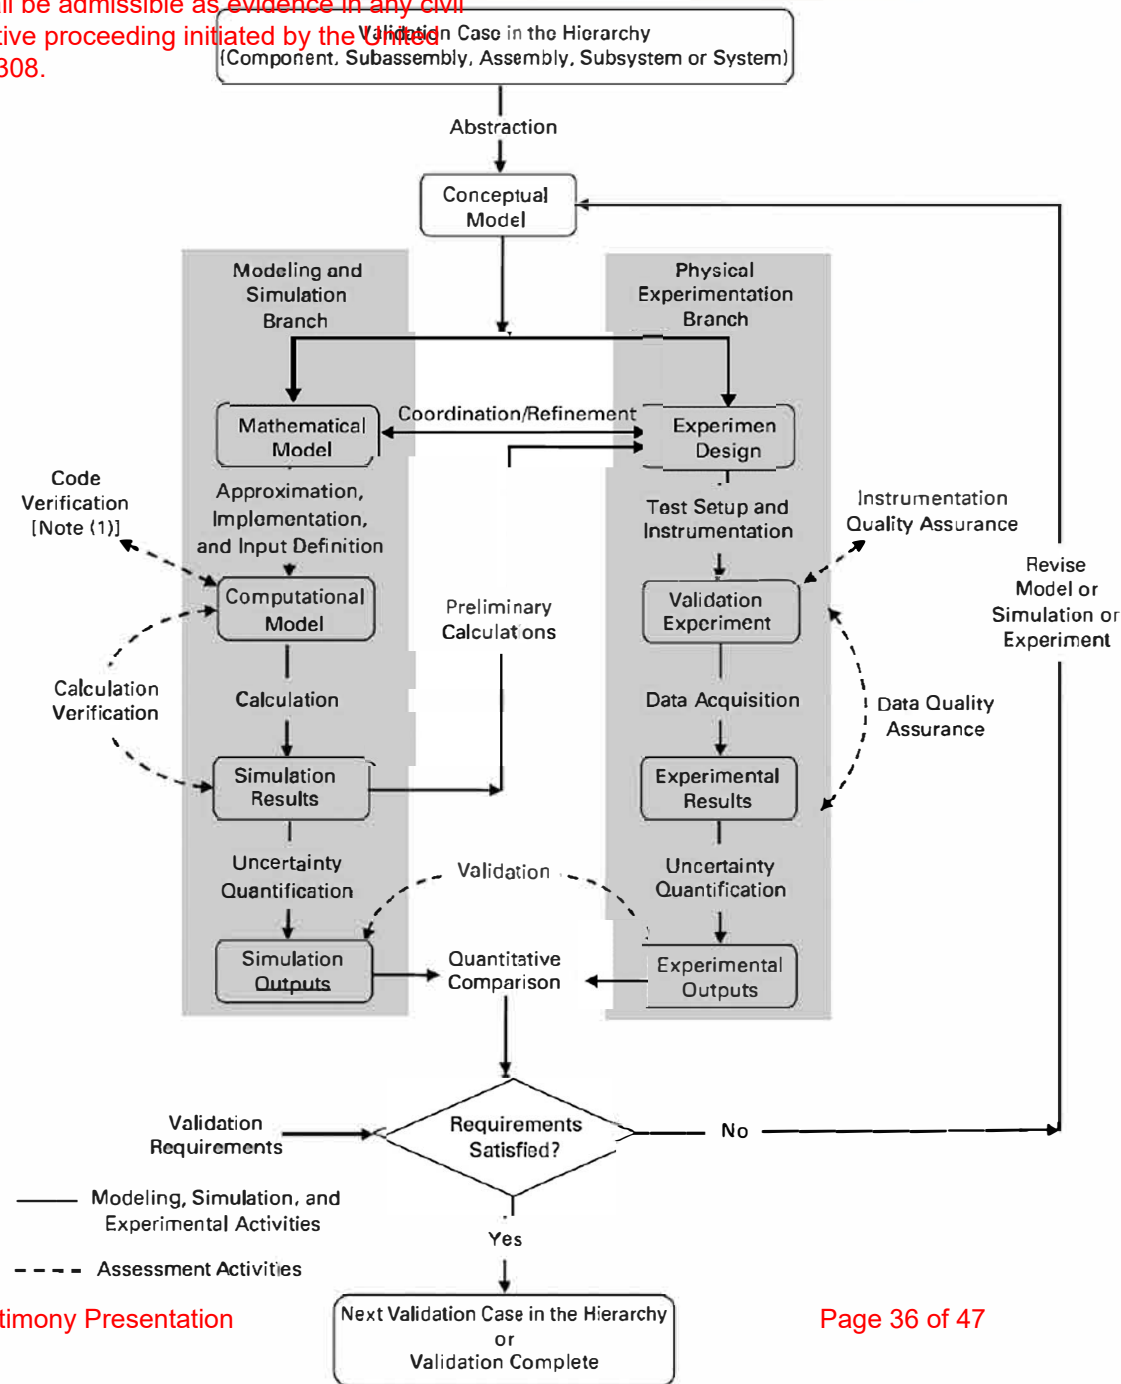 all be admissible as evidence in any civil
tive proceeding initiated by the United
308.
Validation Case in the Hierarchy
(Component, Subassembly, Assembly, Subsystem or System)
Abstraction
Conceptual
Model
Modeling and
Simulation
Branch
Physical
Experimentation
Branch
Mathematical
Model
Coordination/Refinement
Experimen
Design
Code
Verification
[Note (1)]
Approximation,
Implementation,
and Input Definition
Test Setup and
Instrumentation
Instrumentation
Quality Assurance
Computational
Model
Preliminary
Calculations
Validation
Experiment
Revise
Model or
Simulation or
Experiment
Calculation
Verification
Calculation
Data Acquisition
Data Quality
Assurance
Simulation
Results
Experimental
Results
Uncertainty
Quantification
Validation
Uncertainty
Quantification
Simulation
Outputs
Quantitative
Comparison
Experimental
Outputs
Validation
Requirements
Requirements
Satisfied?
No
Modeling, Simulation, and
Experimental Activities
Yes
Assessment Activities
Next Validation Case in the Hierarchy
or
Validation Complete
timony Presentation
Page 36 of 47